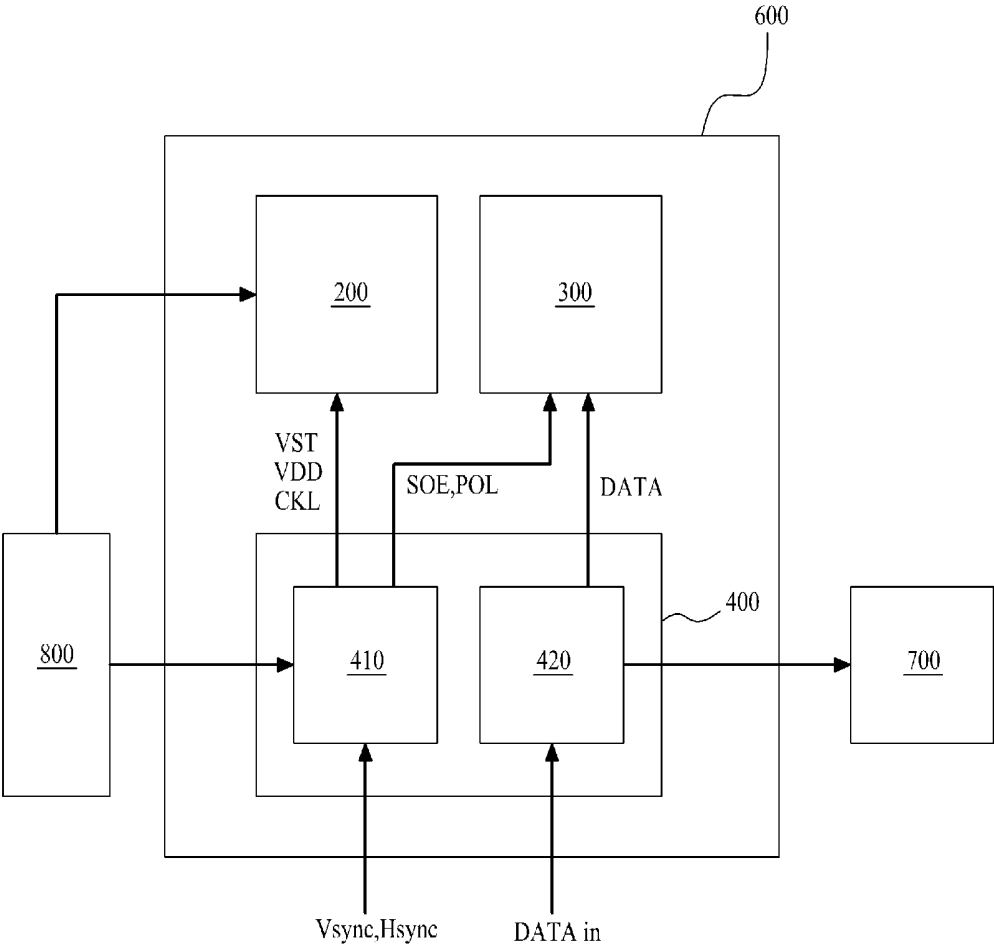 600
200
300
VST
VDD
CKL
SOE,POL
DATA
400
800
410
420
700
Vsync,Hsync
DATA in